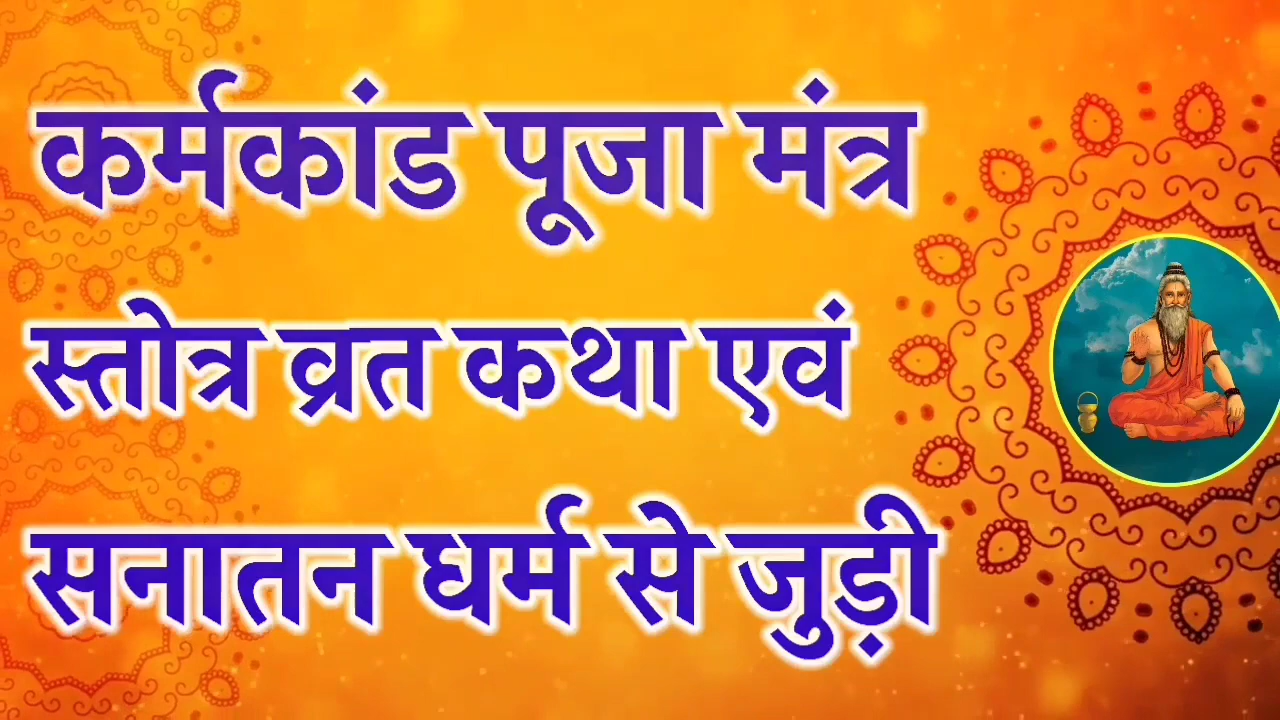 कर्मकांड पूजा मंत्र
स्तोत्र व्रत कथा एवं
सनातन धर्म से जुड़ी